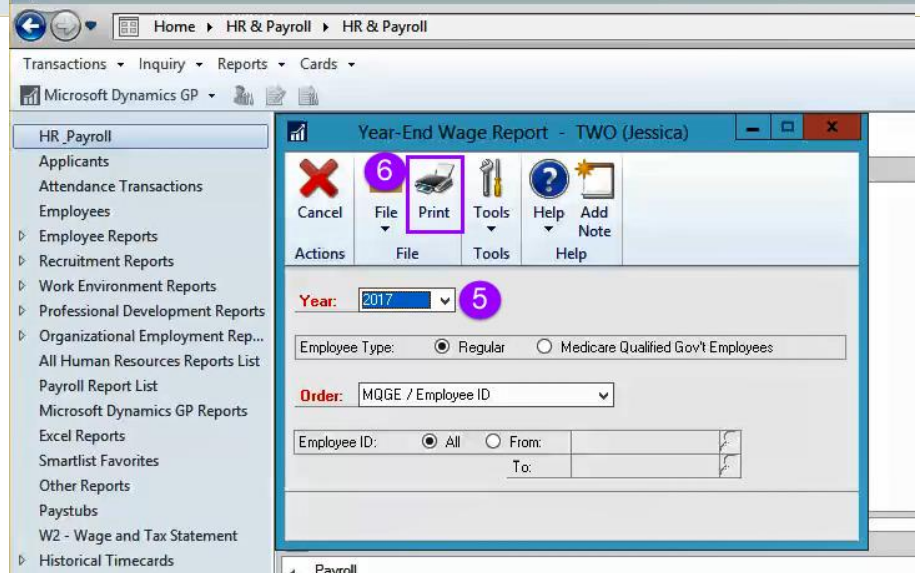 Home ▸ HR & Payroll ▸ HR & Payroll
Transactions Inquiry Reports Cards
Microsoft Dynamics GP
HR_Payroll
Applicants
Attendance Transactions
Employees
Employee Reports
Recruitment Reports
Work Environment Reports
Professional Development Reports
Organizational Employment Rep...
All Human Resources Reports List
Payroll Report List
Microsoft Dynamics GP Reports
Excel Reports
Smartlist Favorites
Other Reports
Paystubs
W2 - Wage and Tax Statement
Historical Timecards
Year-End Wage Report - TWO (Jessica)
6
Cancel File Print Tools Help Add Note
Actions File Tools Help
Year: 2017 5
Employee Type: Regular Medicare Qualified Gov't Employees
Order: MQGE / Employee ID
Employee ID: All From:
To:
Payroll